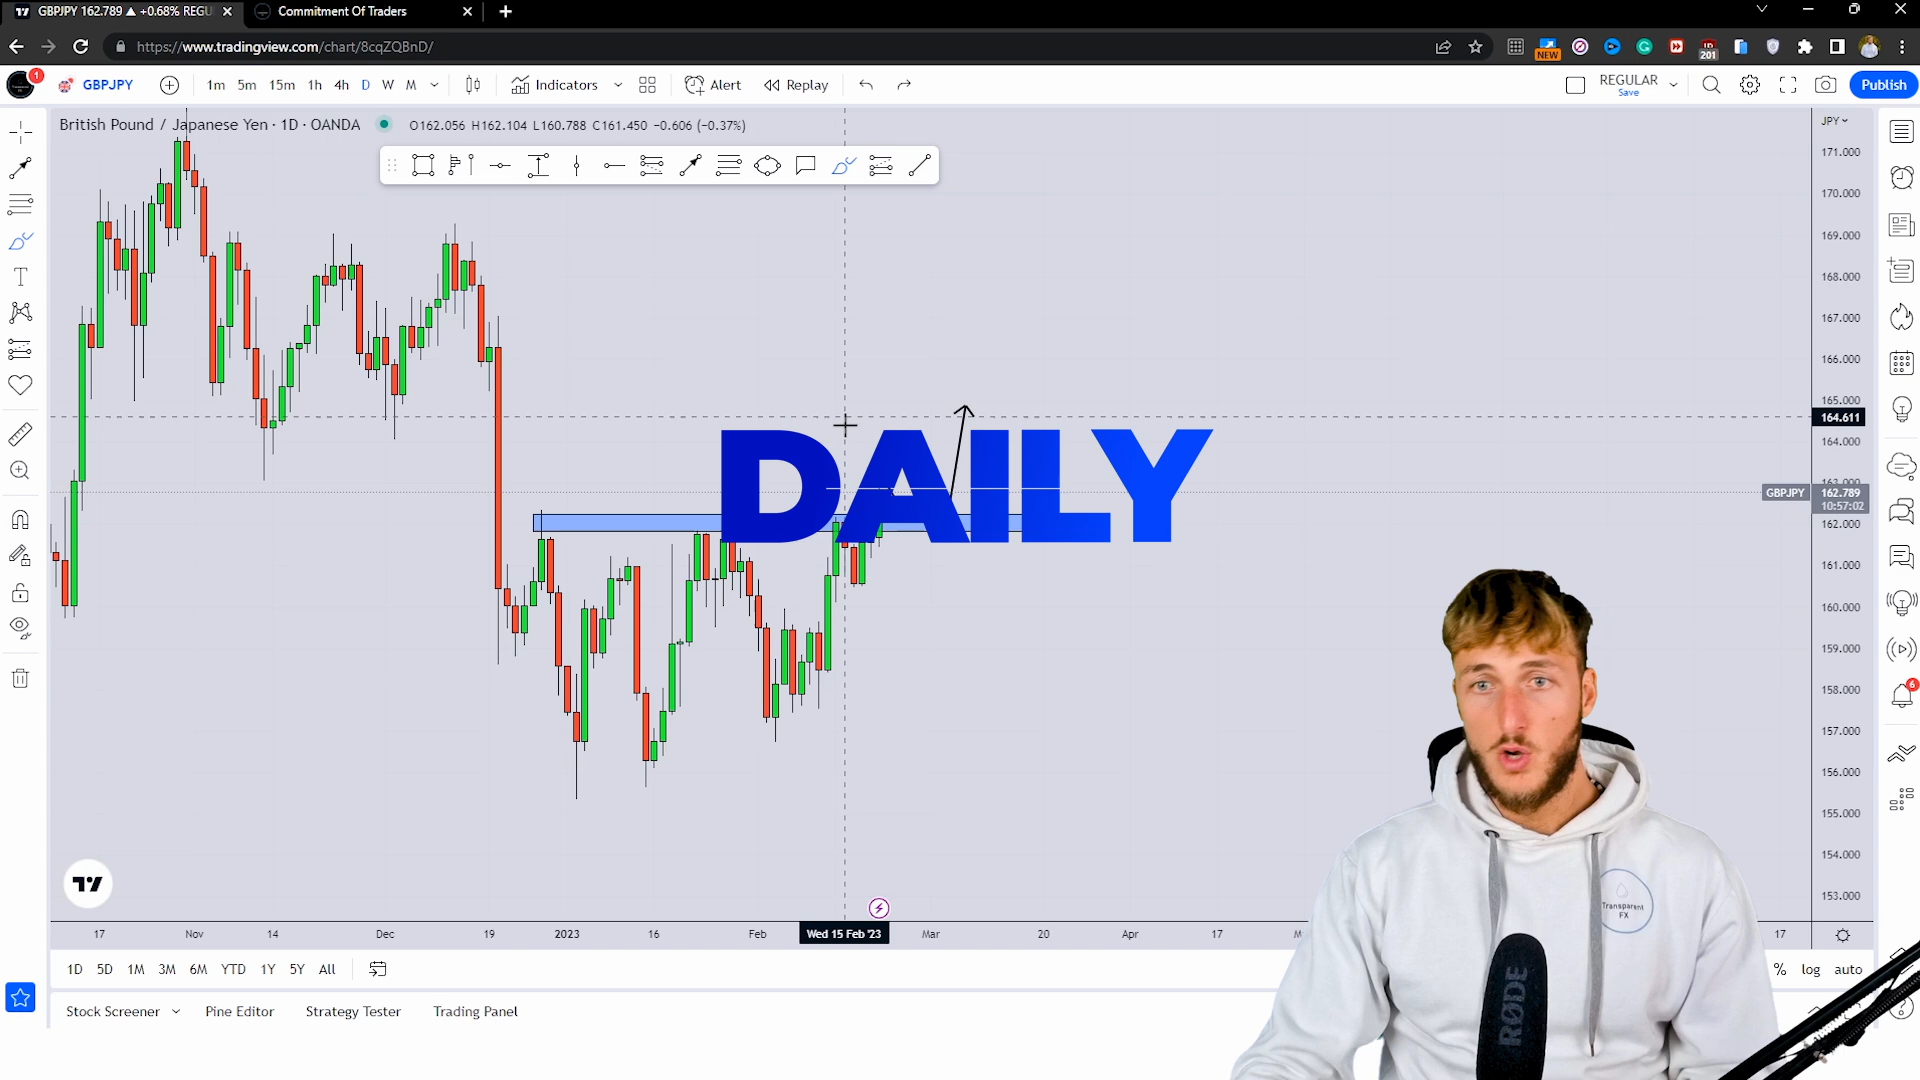 GBPJPY 162.789 ▲ +0.68% REGU
Commitment Of Traders
https://www.tradingview.com/chart/8cqZQBnD/
NEW
201
1
GBPJPY
1m 5m 15m 1h 4h D W M
Indicators
Alert
Replay
REGULAR
Save
Publish
British Pound / Japanese Yen · 1D · OANDA
O162.056 H162.104 L160.788 C161.450 −0.606 (−0.37%)
JPY
171.000
170.000
169.000
168.000
167.000
166.000
165.000
164.611
164.000
GBPJPY 162.789
10:57:02
162.000
161.000
160.000
159.000
158.000
157.000
156.000
155.000
154.000
153.000
DAILY
6
Transparent
FX
RØDE
17 Nov 14 Dec 19 2023 16 Feb Wed 15 Feb '23 Mar 20 Apr 17 17
1D 5D 1M 3M 6M YTD 1Y 5Y All
% log auto
Stock Screener Pine Editor Strategy Tester Trading Panel